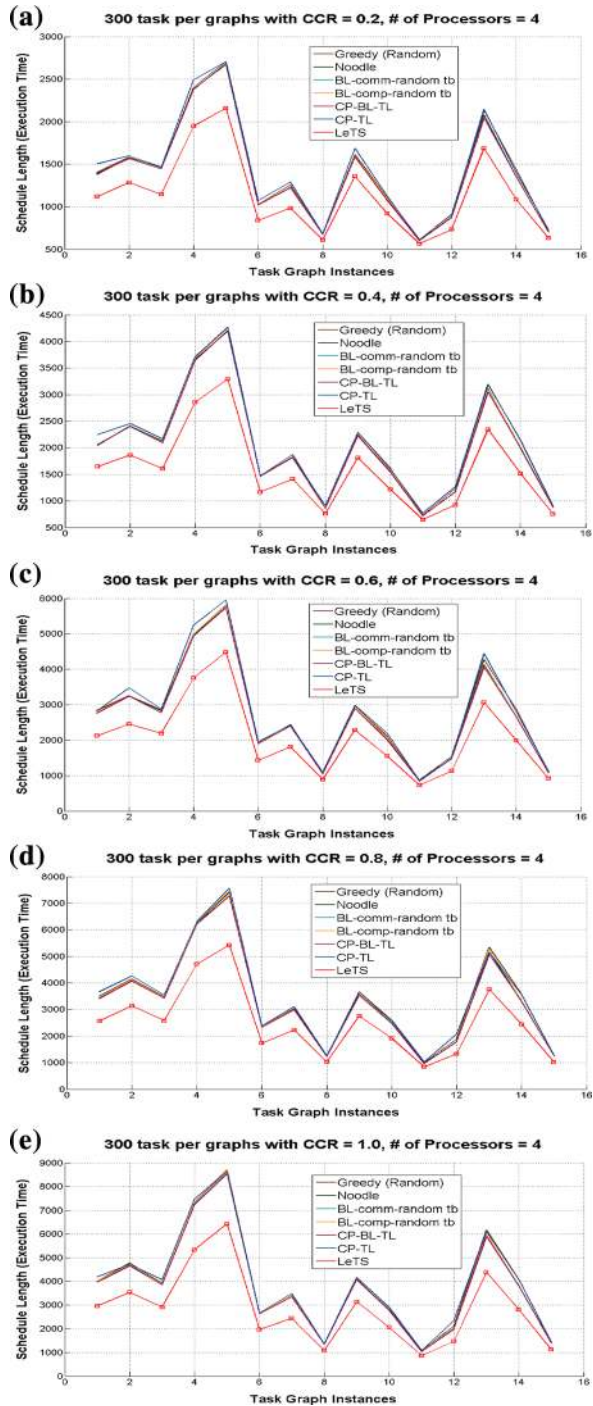 (a)
300 task per graphs with CCR = 0.2, # of Processors = 4
Schedule Length (Execution Time)
3000
2500
2000
1500
1000
500
Greedy (Random)
Noodle
BL-comm-random tb
BL-comp-random tb
CP-BL-TL
CP-TL
LeTS
0 2 4 6 8 10 12 14 16
Task Graph Instances
(b)
300 task per graphs with CCR = 0.4, # of Processors = 4
Schedule Length (Execution Time)
4500
4000
3500
3000
2500
2000
1500
1000
500
Greedy (Random)
Noodle
BL-comm-random tb
BL-comp-random tb
CP-BL-TL
CP-TL
LeTS
0 2 4 6 8 10 12 14 16
Task Graph Instances
(c)
300 task per graphs with CCR = 0.6, # of Processors = 4
Schedule Length (Execution Time)
6000
5000
4000
3000
2000
1000
0
Greedy (Random)
Noodle
BL-comm-random tb
BL-comp-random tb
CP-BL-TL
CP-TL
LeTS
0 2 4 6 8 10 12 14 16
Task Graph Instances
(d)
300 task per graphs with CCR = 0.8, # of Processors = 4
Schedule Length (Execution Time)
8000
7000
6000
5000
4000
3000
2000
1000
0
Greedy (Random)
Noodle
BL-comm-random tb
BL-comp-random tb
CP-BL-TL
CP-TL
LeTS
0 2 4 6 8 10 12 14 16
Task Graph Instances
(e)
300 task per graphs with CCR = 1.0, # of Processors = 4
Schedule Length (Execution Time)
9000
8000
7000
6000
5000
4000
3000
2000
1000
0
Greedy (Random)
Noodle
BL-comm-random tb
BL-comp-random tb
CP-BL-TL
CP-TL
LeTS
0 2 4 6 8 10 12 14 16
Task Graph Instances